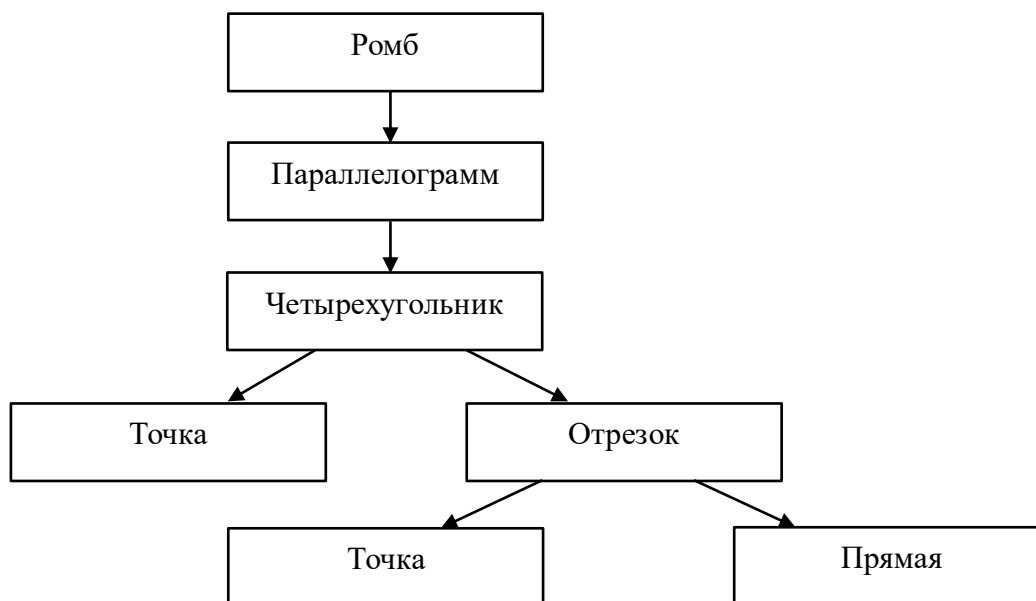 Ромб
Параллелограмм
Четырехугольник
Точка
Отрезок
Точка
Прямая